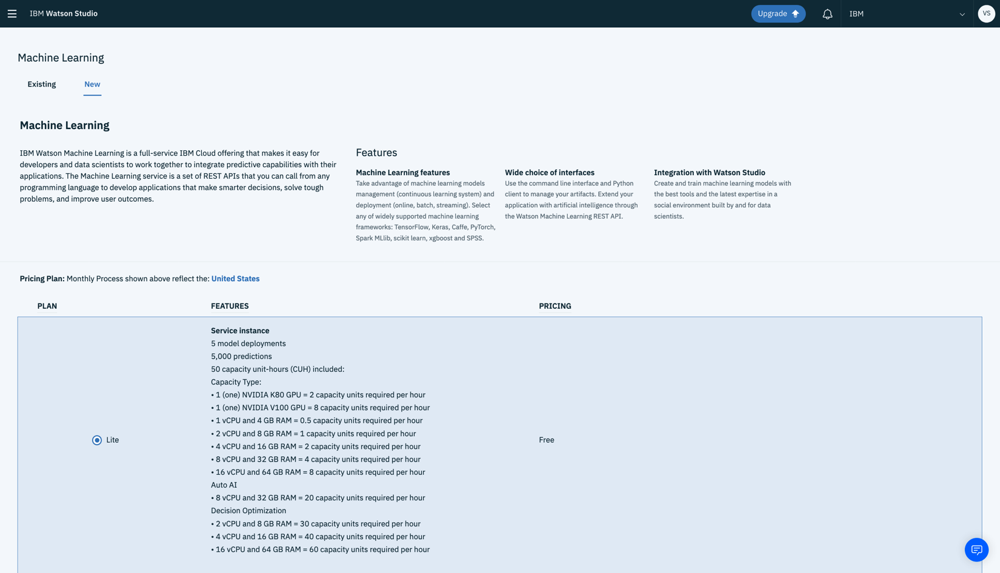 IBM Watson Studio
Upgrade
IBM
VS
Machine Learning
Existing
New
Machine Learning
IBM Watson Machine Learning is a full-service IBM Cloud offering that makes it easy for
developers and data scientists to work together to integrate predictive capabilities with their
applications. The Machine Learning service is a set of REST APIs that you can call from any
programming language to develop applications that make smarter decisions, solve tough
problems, and improve user outcomes.
Features
Machine Learning features
Take advantage of machine learning models
management (continuous learning system) and
deployment (online, batch, streaming). Select
any of widely supported machine learning
frameworks: TensorFlow, Keras, Caffe, PyTorch,
Spark MLlib, scikit learn, xgboost and SPSS.
Wide choice of interfaces
Use the command line interface and Python
client to manage your artifacts. Extend your
application with artificial intelligence through
the Watson Machine Learning REST API.
Integration with Watson Studio
Create and train machine learning models with
the best tools and the latest expertise in a
social environment built by and for data
scientists.
Pricing Plan: Monthly Process shown above reflect the: United States
PLAN
FEATURES
PRICING
Lite
Service instance
5 model deployments
5,000 predictions
50 capacity unit-hours (CUH) included:
Capacity Type:
• 1 (one) NVIDIA K80 GPU = 2 capacity units required per hour
• 1 (one) NVIDIA V100 GPU = 8 capacity units required per hour
• 1 vCPU and 4 GB RAM = 0.5 capacity units required per hour
• 2 vCPU and 8 GB RAM = 1 capacity units required per hour
• 4 vCPU and 16 GB RAM = 2 capacity units required per hour
• 8 vCPU and 32 GB RAM = 4 capacity units required per hour
• 16 vCPU and 64 GB RAM = 8 capacity units required per hour
Auto AI
• 8 vCPU and 32 GB RAM = 20 capacity units required per hour
Decision Optimization
• 2 vCPU and 8 GB RAM = 30 capacity units required per hour
• 4 vCPU and 16 GB RAM = 40 capacity units required per hour
• 16 vCPU and 64 GB RAM = 60 capacity units required per hour
Free